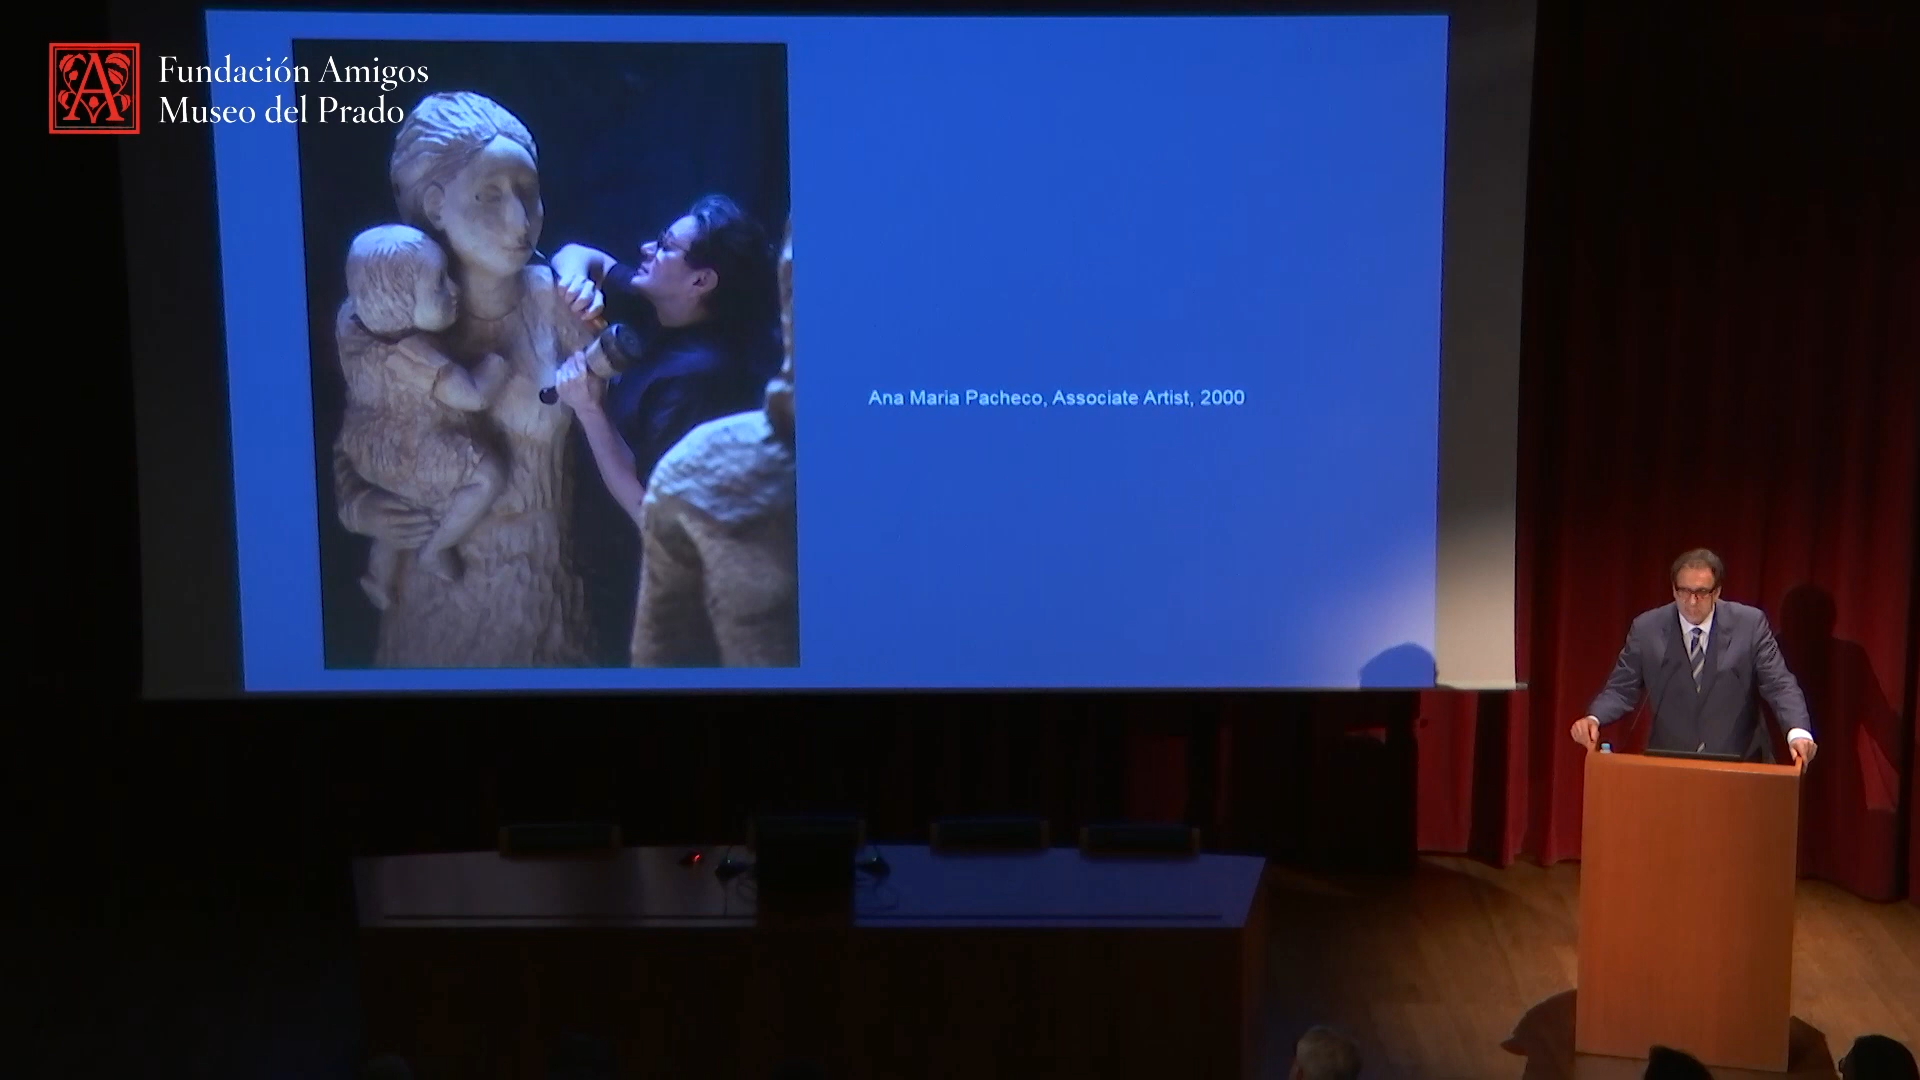 Fundación Amigos
Museo del Prado
Ana Maria Pacheco, Associate Artist, 2000